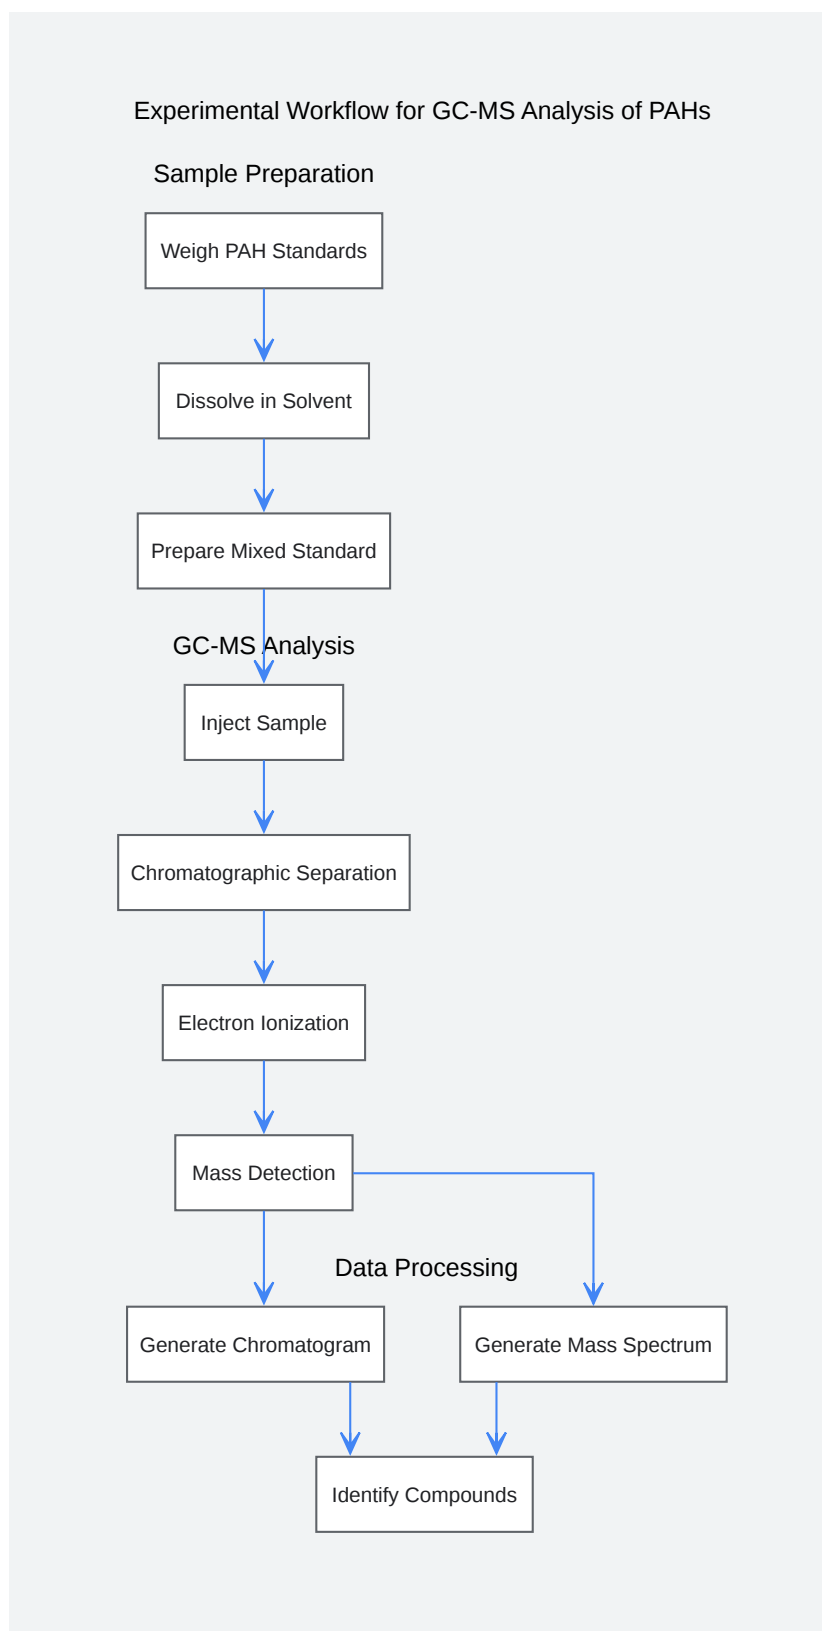 Experimental Workflow for GC-MS Analysis of PAHs
Sample Preparation
Weigh PAH Standards
Dissolve in Solvent
Prepare Mixed Standard
GC-MS Analysis
Inject Sample
Chromatographic Separation
Electron Ionization
Mass Detection
Data Processing
Generate Chromatogram
Generate Mass Spectrum
Identify Compounds